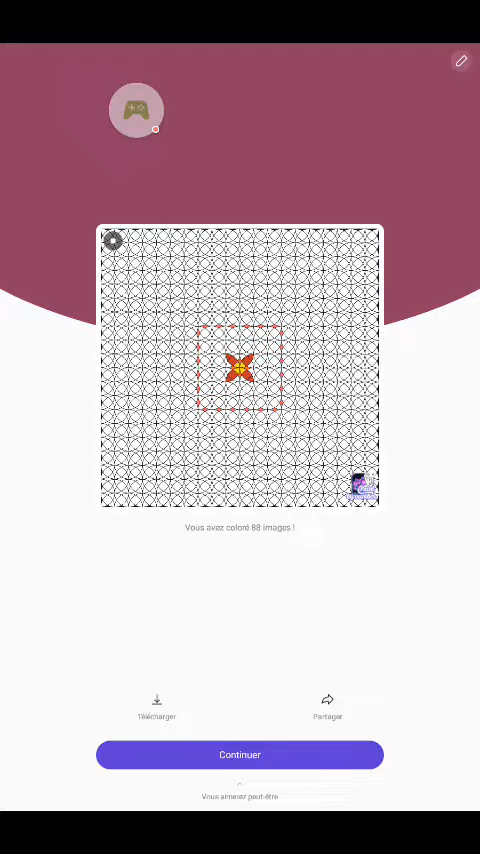 Vous avez coloré 88 images !
Télécharger
Partager
Continuer
Vous aimerez peut-être